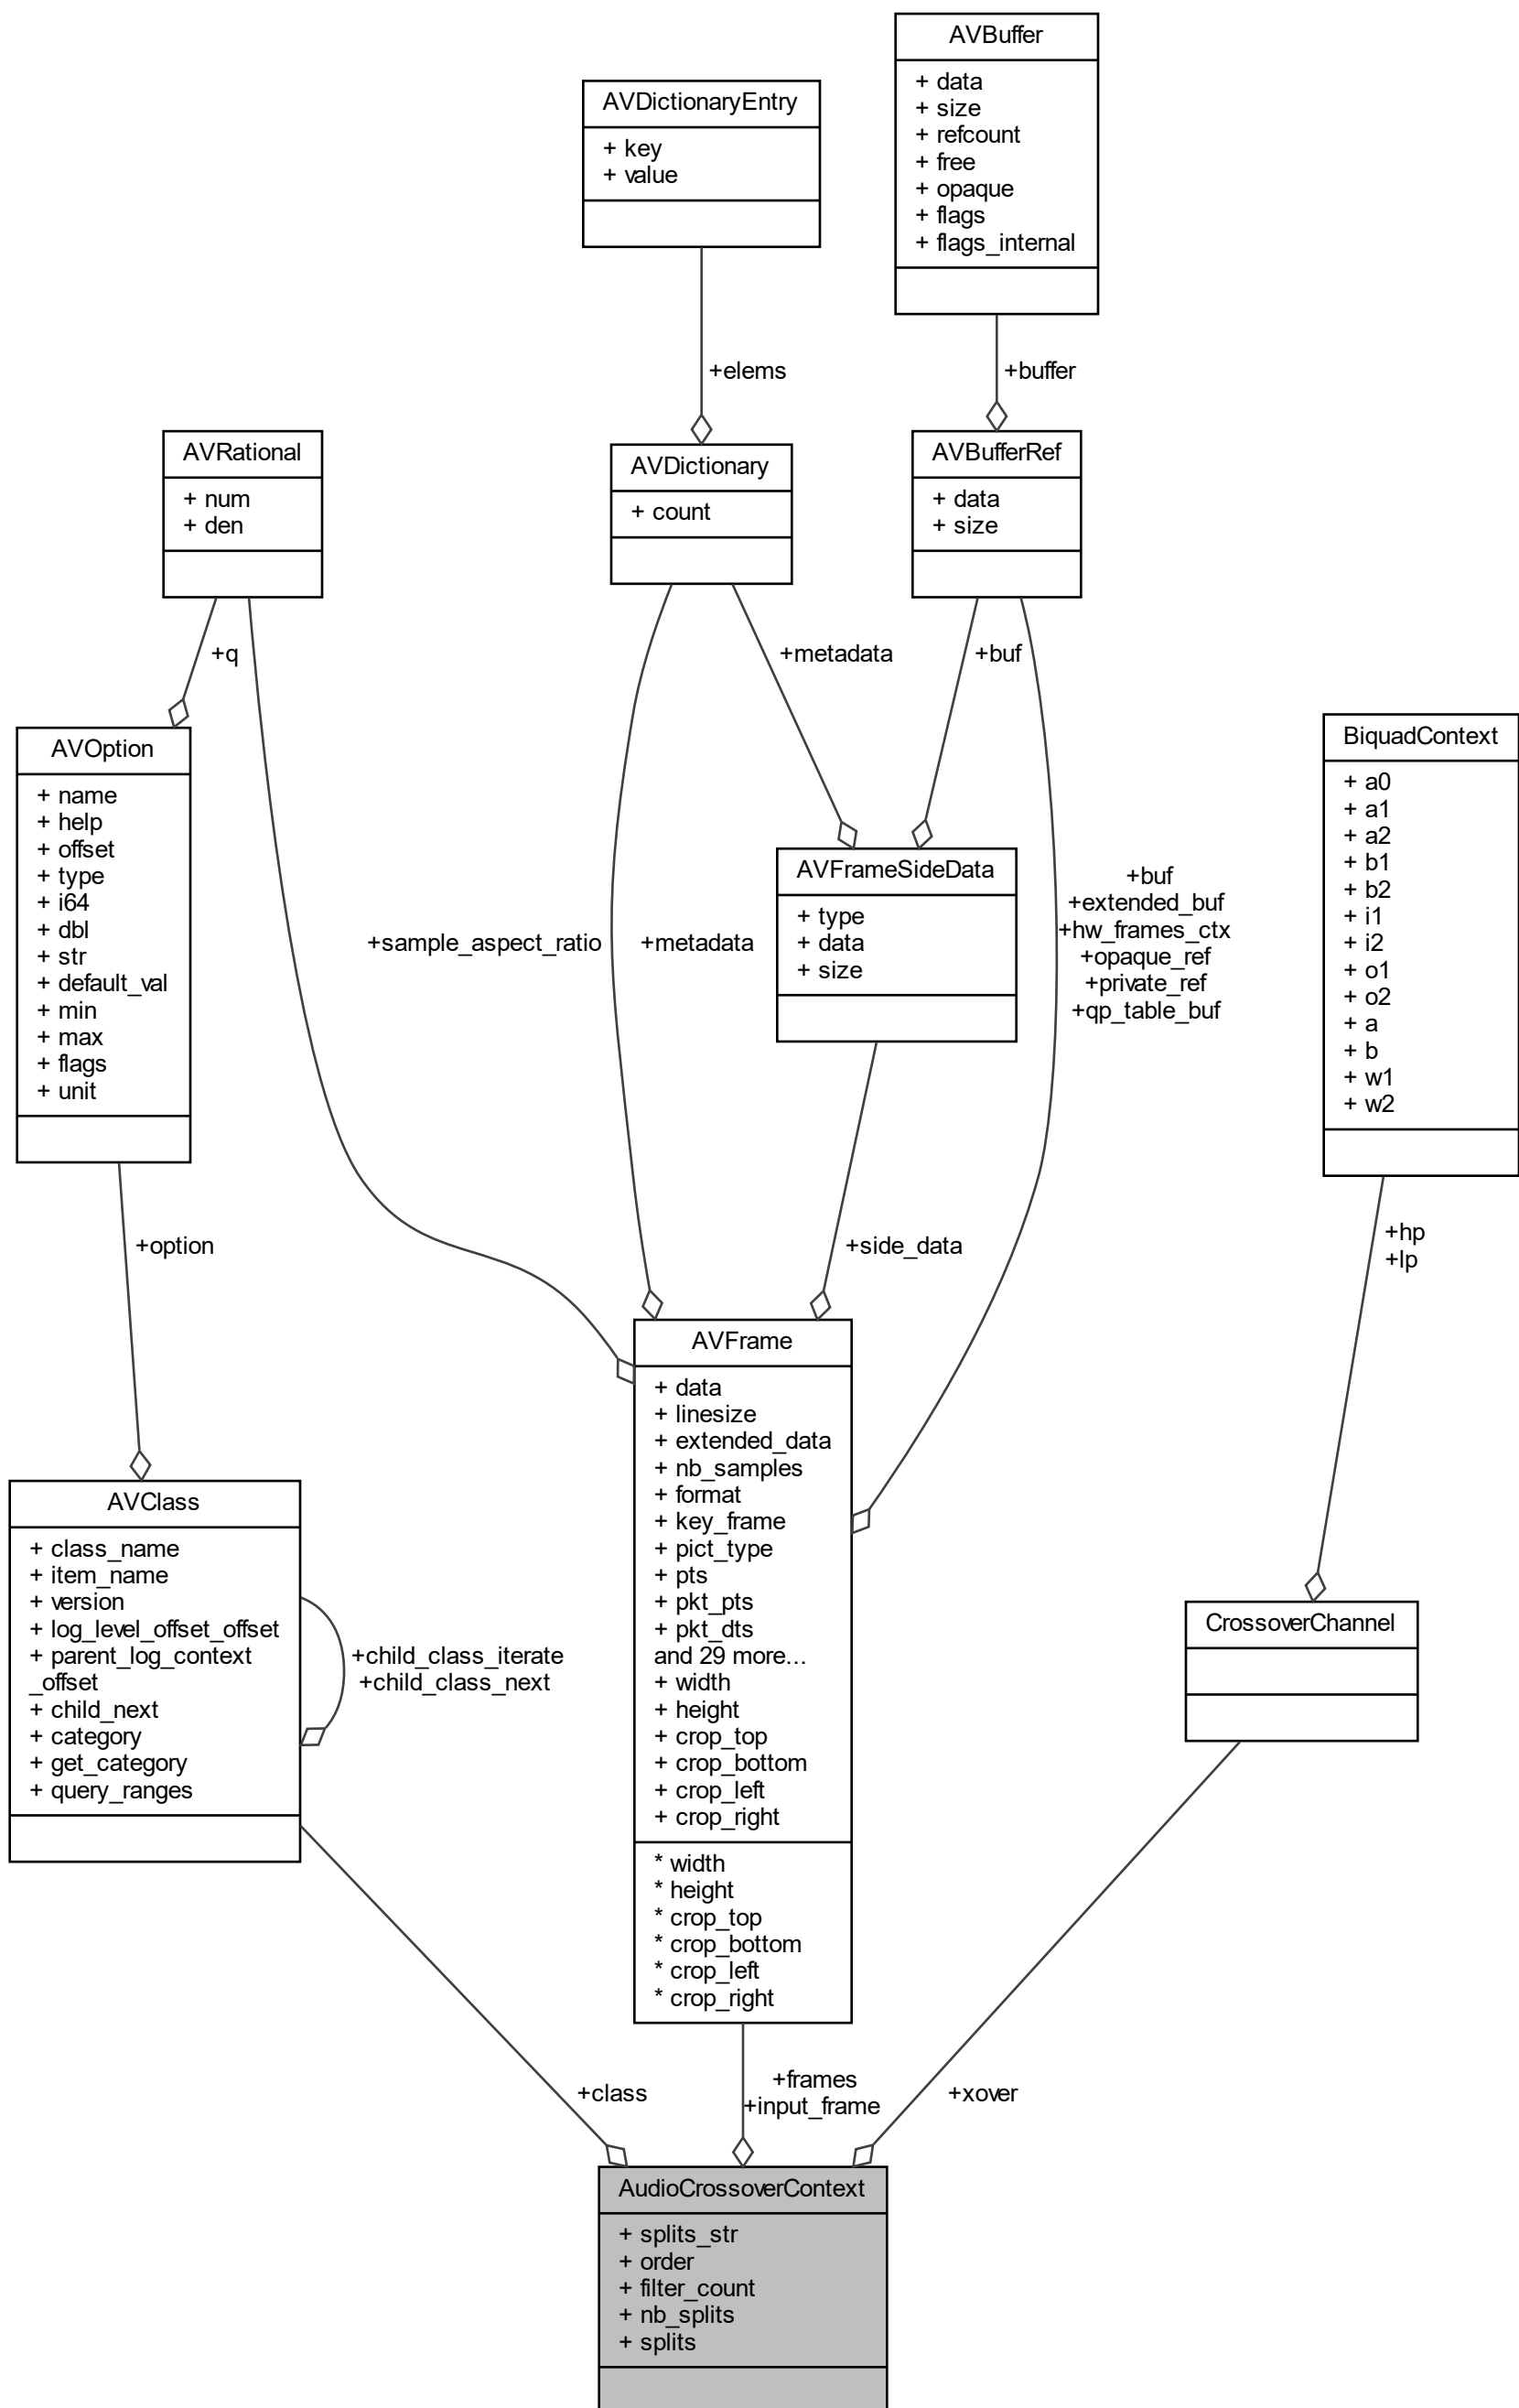 AVBuffer
+ data
+ size
+ refcount
+ free
+ opaque
+ flags
+ flags_internal
AVDictionaryEntry
+ key
+ value
+elems
+buffer
AVRational
+ num
+ den
AVDictionary
+ count
AVBufferRef
+ data
+ size
+q
+metadata
+buf
AVOption
+ name
+ help
+ offset
+ type
+ i64
+ dbl
+ str
+ default_val
+ min
+ max
+ flags
+ unit
BiquadContext
+ a0
+ a1
+ a2
+ b1
+ b2
+ i1
+ i2
+ o1
+ o2
+ a
+ b
+ w1
+ w2
AVFrameSideData
+ type
+ data
+ size
+sample_aspect_ratio
+metadata
+buf
+extended_buf
+hw_frames_ctx
+opaque_ref
+private_ref
+qp_table_buf
+option
+side_data
+hp
+lp
AVFrame
+ data
+ linesize
+ extended_data
+ nb_samples
+ format
+ key_frame
+ pict_type
+ pts
+ pkt_pts
+ pkt_dts
and 29 more...
+ width
+ height
+ crop_top
+ crop_bottom
+ crop_left
+ crop_right
* width
* height
* crop_top
* crop_bottom
* crop_left
* crop_right
AVClass
+ class_name
+ item_name
+ version
+ log_level_offset_offset
+ parent_log_context
_offset
+ child_next
+ category
+ get_category
+ query_ranges
+child_class_iterate
+child_class_next
CrossoverChannel
+class
+frames
+input_frame
+xover
AudioCrossoverContext
+ splits_str
+ order
+ filter_count
+ nb_splits
+ splits